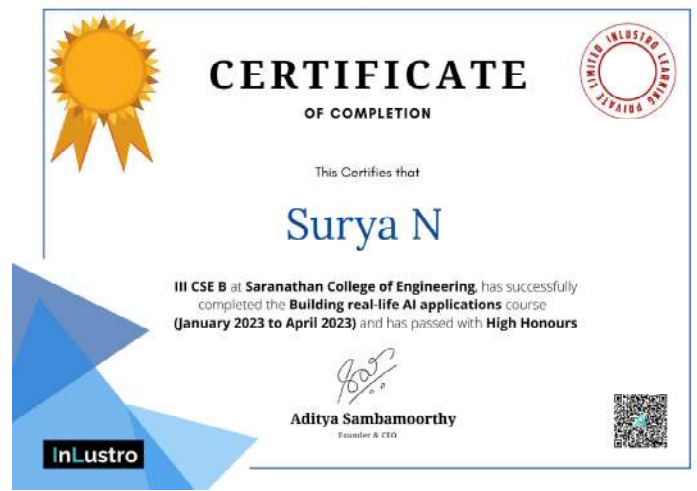 CERTIFICATE
INLUSTRO LEARNING PRIVATE LIMITED
OF COMPLETION
This Certifies that
Surya N
III CSE B at Saranathan College of Engineering, has successfully
completed the Building real-life AI applications course
(January 2023 to April 2023) and has passed with High Honours
Aditya Sambamoorthy
Founder & CEO
InLustro